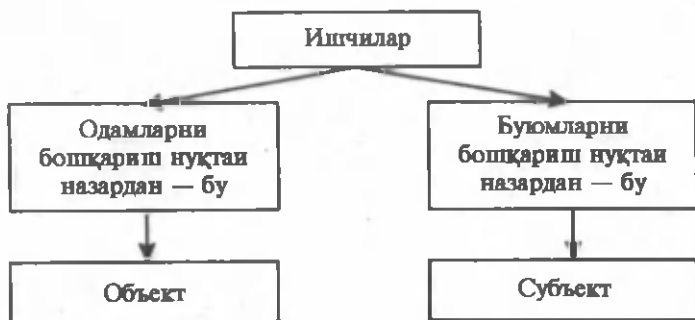 Ишчилар
Одамларни
бошқариш нуқтаи
назардан — бу
Буюмларни
бошқариш нуқтаи
назардан — бу
Объект
Субъект